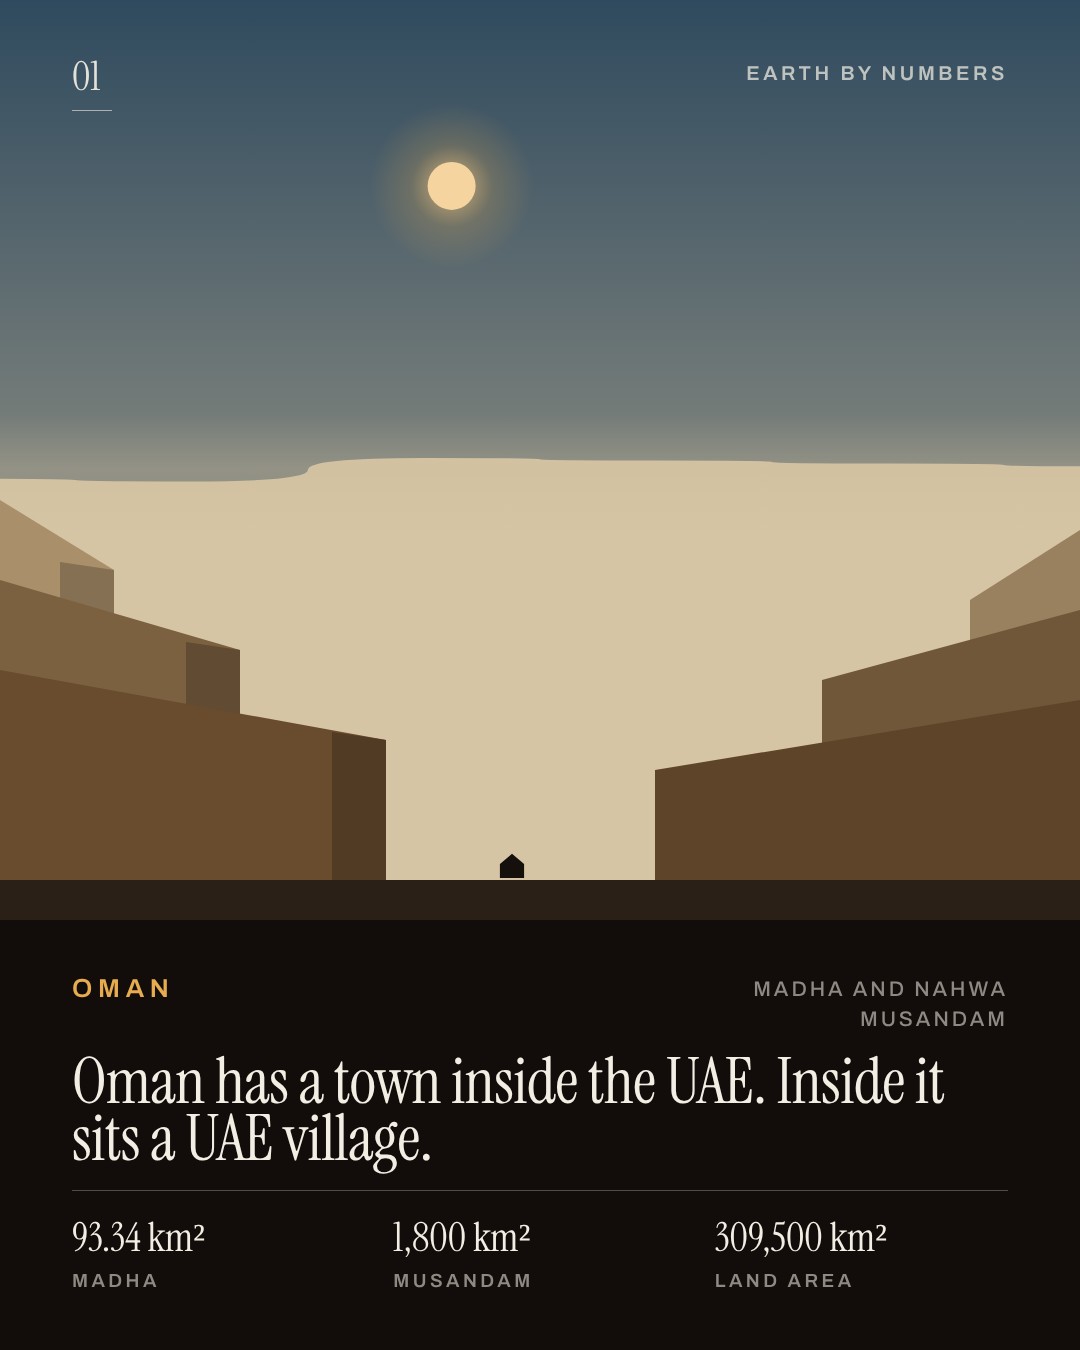 01
EARTH BY NUMBERS
OMAN
MADHA AND NAHWA
MUSANDAM
Oman has a town inside the UAE. Inside it
sits a UAE village.
93.34 km²
MADHA
1,800 km²
MUSANDAM
309,500 km²
LAND AREA